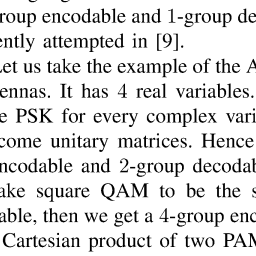 roup encodable and 1-group de
ently attempted in [9].
Let us take the example of the A
ennas. It has 4 real variables.
e PSK for every complex vari
come unitary matrices. Hence
ncodable and 2-group decodab
ake square QAM to be the s
able, then we get a 4-group enc
Cartesian product of two PAM